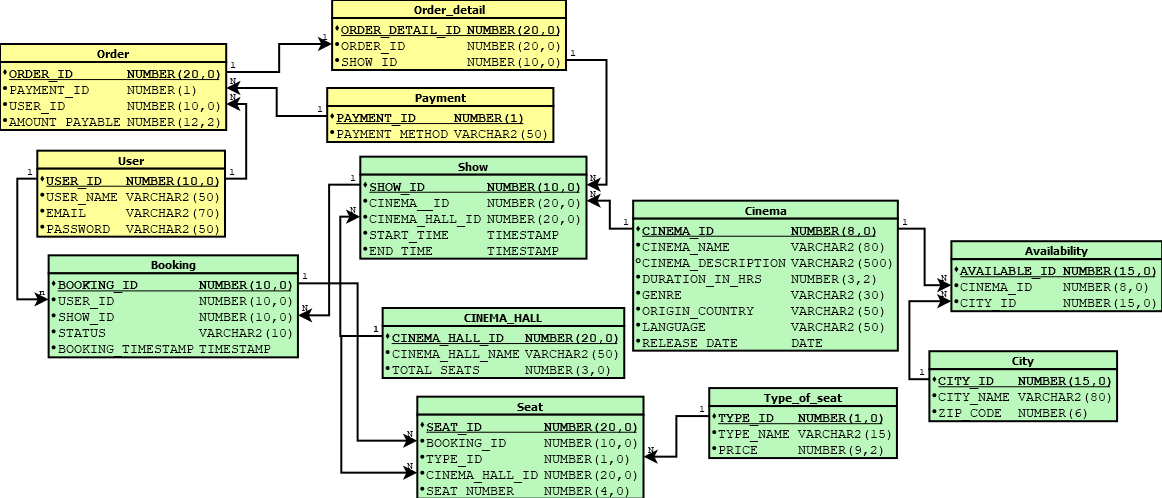 Order_detail
ORDER_DETAIL_ID NUMBER(20,0)
ORDER_ID NUMBER(20,0)
SHOW_ID NUMBER(10,0)
1
1
Order
ORDER_ID NUMBER(20,0)
PAYMENT_ID NUMBER(1)
USER_ID NUMBER(10,0)
AMOUNT_PAYABLE NUMBER(12,2)
1
N
N
Payment
PAYMENT_ID NUMBER(1)
PAYMENT_METHOD VARCHAR2(50)
1
User
USER_ID NUMBER(10,0)
USER_NAME VARCHAR2(50)
EMAIL VARCHAR2(70)
PASSWORD VARCHAR2(50)
1
1
Show
SHOW_ID NUMBER(10,0)
CINEMA__ID NUMBER(20,0)
CINEMA_HALL_ID NUMBER(20,0)
START_TIME TIMESTAMP
END_TIME TIMESTAMP
1
N
N
N
Cinema
CINEMA_ID NUMBER(8,0)
CINEMA_NAME VARCHAR2(80)
CINEMA_DESCRIPTION VARCHAR2(500)
DURATION_IN_HRS NUMBER(3,2)
GENRE VARCHAR2(30)
ORIGIN_COUNTRY VARCHAR2(50)
LANGUAGE VARCHAR2(50)
RELEASE_DATE DATE
1
1
Availability
AVAILABLE_ID NUMBER(15,0)
CINEMA_ID NUMBER(8,0)
CITY_ID NUMBER(15,0)
N
N
Booking
BOOKING_ID NUMBER(10,0)
USER_ID NUMBER(10,0)
SHOW_ID NUMBER(10,0)
STATUS VARCHAR2(10)
BOOKING_TIMESTAMP TIMESTAMP
n
1
N
CINEMA_HALL
CINEMA_HALL_ID NUMBER(20,0)
CINEMA_HALL_NAME VARCHAR2(50)
TOTAL_SEATS NUMBER(3,0)
1
City
CITY_ID NUMBER(15,0)
CITY_NAME VARCHAR2(80)
ZIP_CODE NUMBER(6)
1
Seat
SEAT_ID NUMBER(20,0)
BOOKING_ID NUMBER(10,0)
TYPE_ID NUMBER(1,0)
CINEMA_HALL_ID NUMBER(20,0)
SEAT_NUMBER NUMBER(4,0)
N
N
N
Type_of_seat
TYPE_ID NUMBER(1,0)
TYPE_NAME VARCHAR2(15)
PRICE NUMBER(9,2)
1